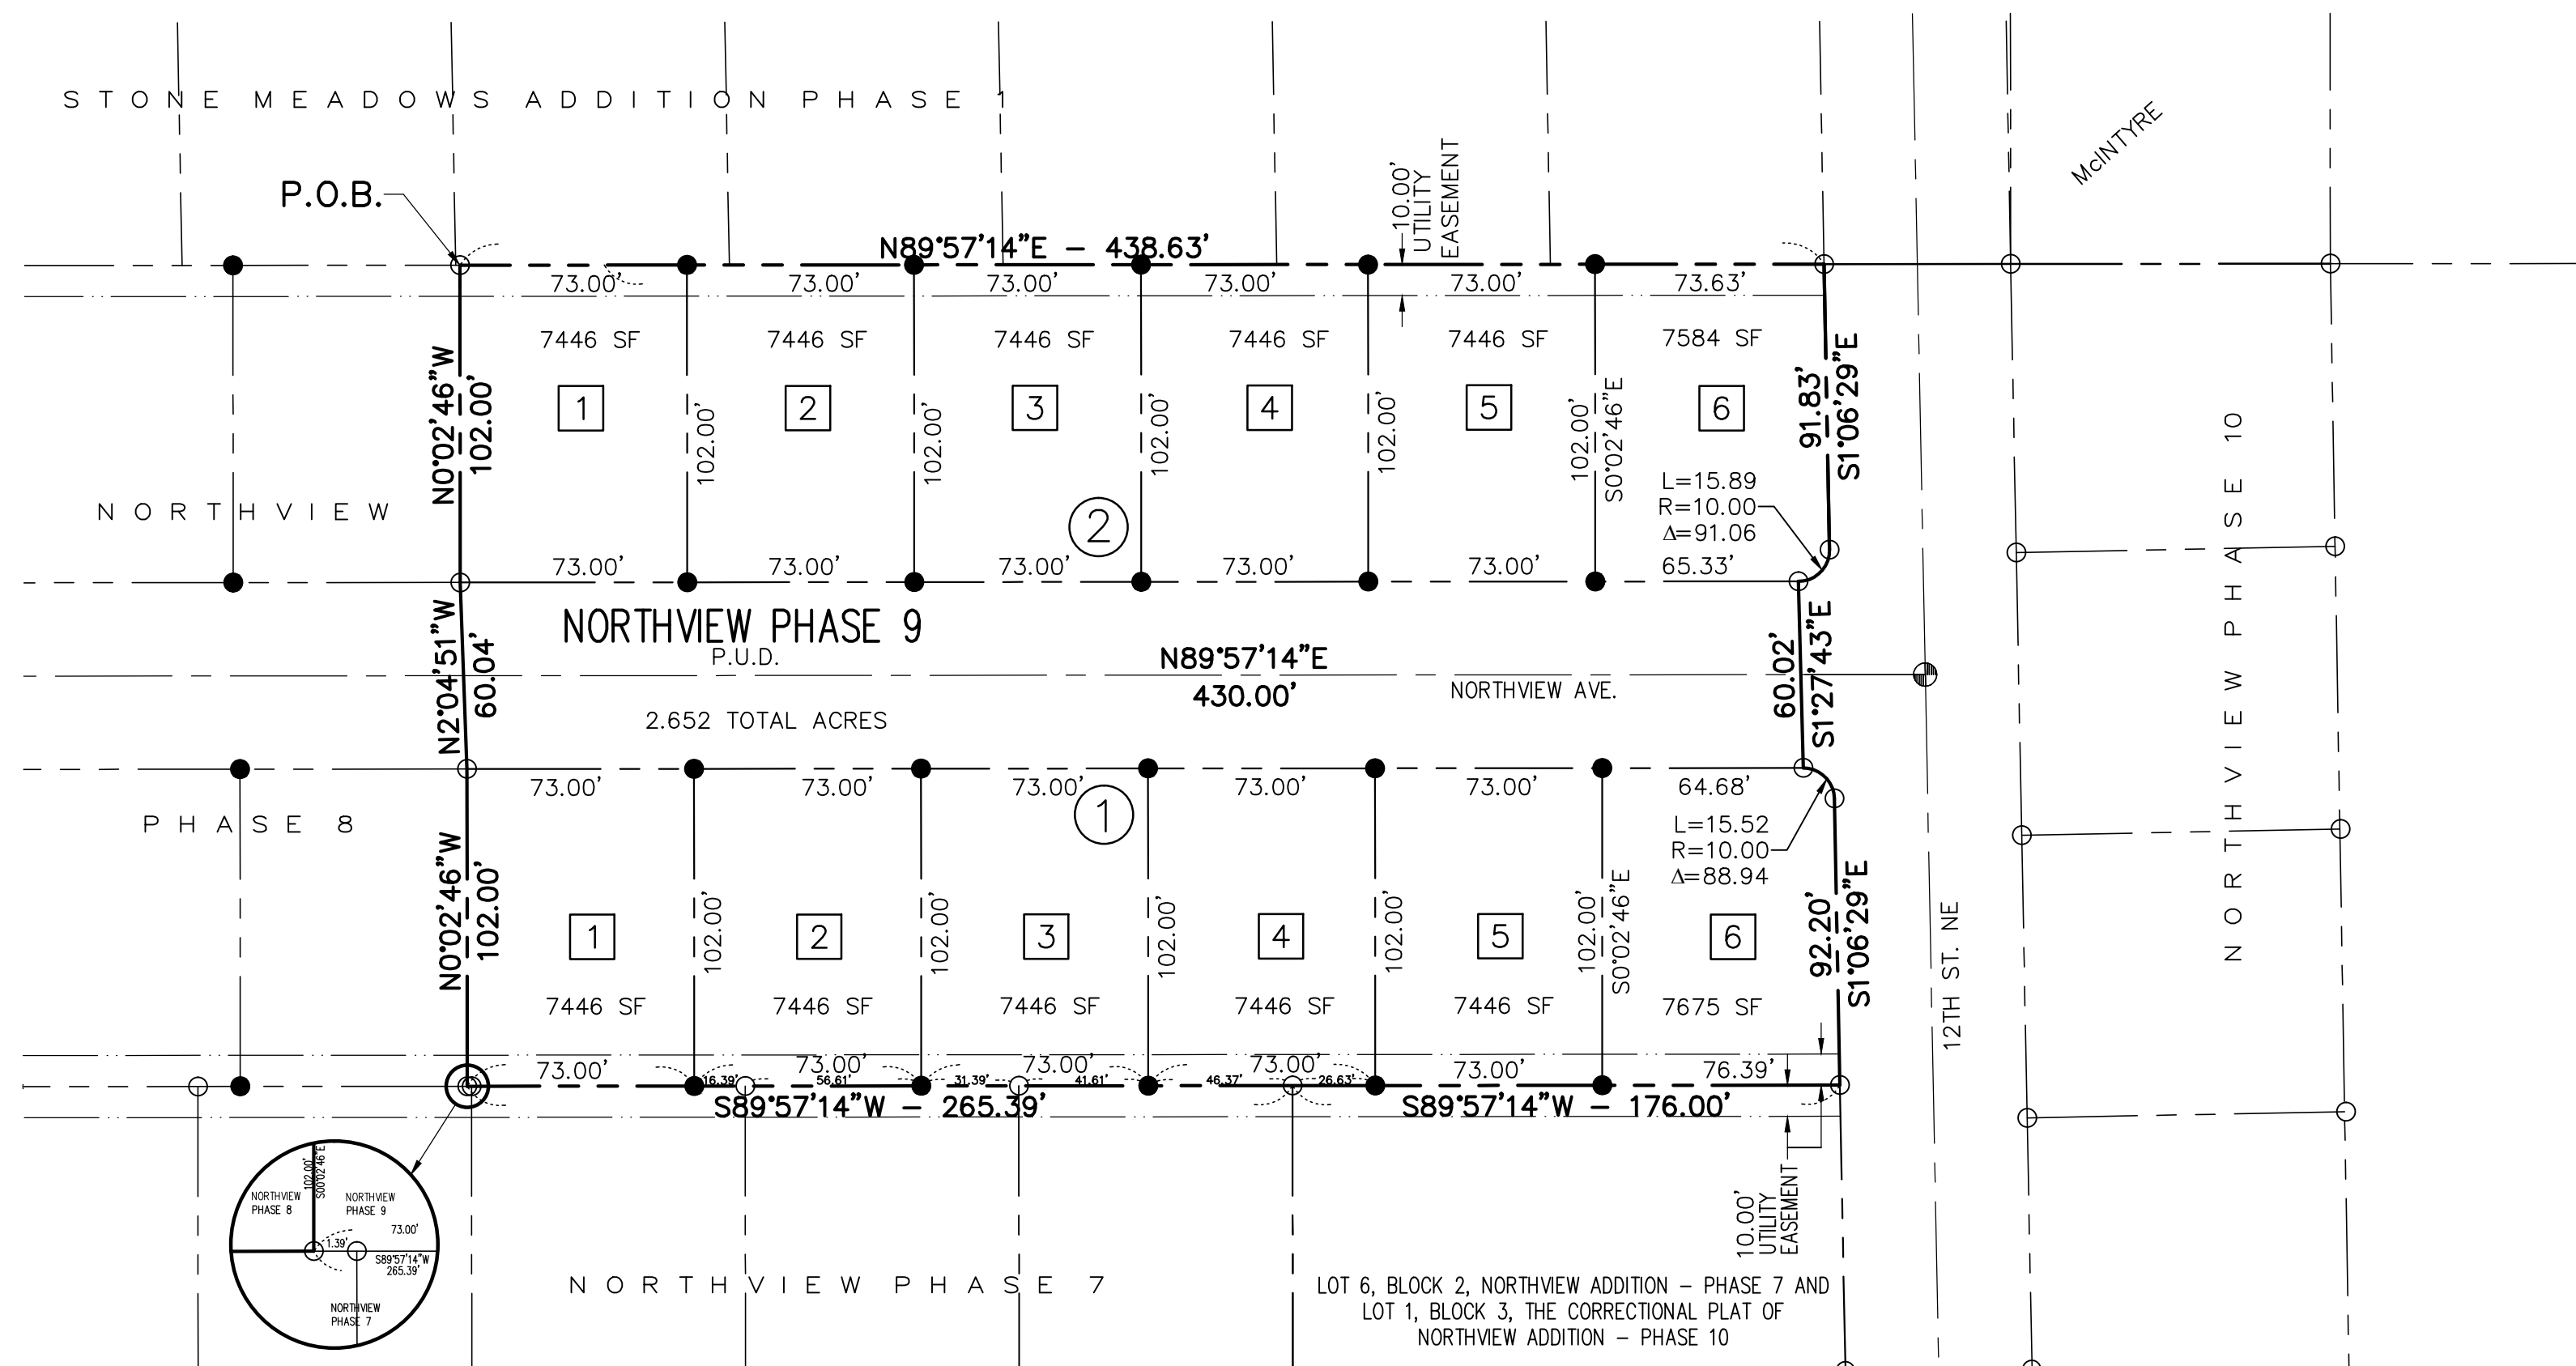 STONE MEADOWS ADDITION PHASE 1
McINTYRE
P.O.B.
10.00'
UTILITY
EASEMENT
N89°57'14"E – 438.63'
73.00'
73.00'
73.00'
73.00'
73.00'
73.63'
7446 SF
7446 SF
7446 SF
7446 SF
7446 SF
7584 SF
N0°02'46"W
102.00'
1
102.00'
2
102.00'
3
102.00'
4
102.00'
5
102.00'
S0°02'46"E
6
91.83'
S1°06'29"E
NORTHVIEW
2
L=15.89
R=10.00
Δ=91.06
73.00'
73.00'
73.00'
73.00'
73.00'
65.33'
NORTHVIEW PHASE 9
P.U.D.
N2°04'51"W
60.04'
N89°57'14"E
430.00'
NORTHVIEW AVE.
2.652 TOTAL ACRES
60.02'
S1°27'43"E
NORTHVIEW PHASE 10
73.00'
73.00'
73.00'
73.00'
73.00'
64.68'
PHASE 8
1
L=15.52
R=10.00
Δ=88.94
N0°02'46"W
102.00'
1
102.00'
2
102.00'
3
102.00'
4
102.00'
5
102.00'
S0°02'46"E
6
92.20'
S1°06'29"E
12TH ST. NE
7446 SF
7446 SF
7446 SF
7446 SF
7446 SF
7675 SF
73.00'
73.00'
73.00'
73.00'
73.00'
76.39'
16.39'
56.61'
31.39'
41.61'
46.37'
26.63'
S89°57'14"W – 265.39'
S89°57'14"W – 176.00'
102.00'
S00°02'46"E
NORTHVIEW
PHASE 8
NORTHVIEW
PHASE 9
73.00'
1.39'
S89°57'14"W
265.39'
NORTHVIEW
PHASE 7
10.00'
UTILITY
EASEMENT
NORTHVIEW PHASE 7
LOT 6, BLOCK 2, NORTHVIEW ADDITION – PHASE 7 AND
LOT 1, BLOCK 3, THE CORRECTIONAL PLAT OF
NORTHVIEW ADDITION – PHASE 10